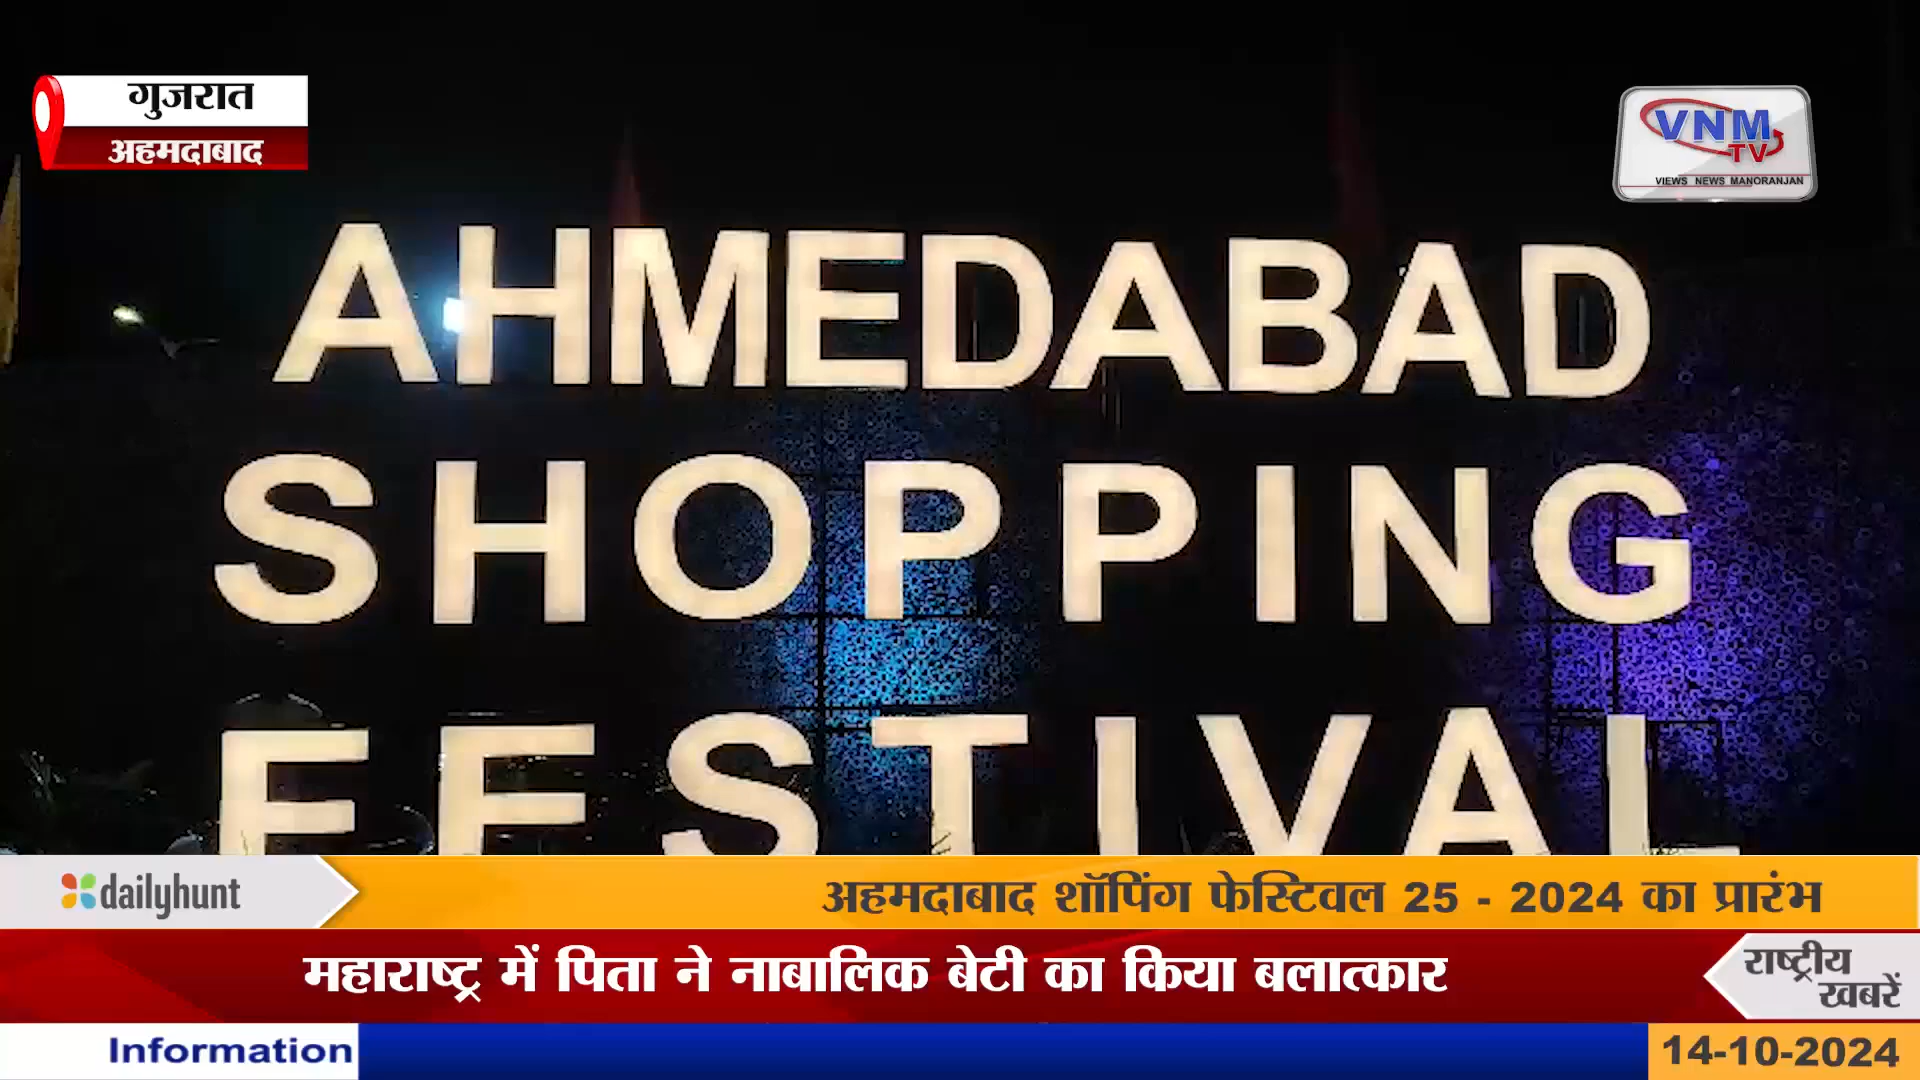 गुजरात
अहमदाबाद
VNM
TV
VIEWS NEWS MANORANJAN
AHMEDABAD
SHOPPING
FESTIVAL
dailyhunt
अहमदाबाद शॉपिंग फेस्टिवल 25 - 2024 का प्रारंभ
महाराष्ट्र में पिता ने नाबालिक बेटी का किया बलात्कार
राष्ट्रीय
खबरें
Information
14-10-2024